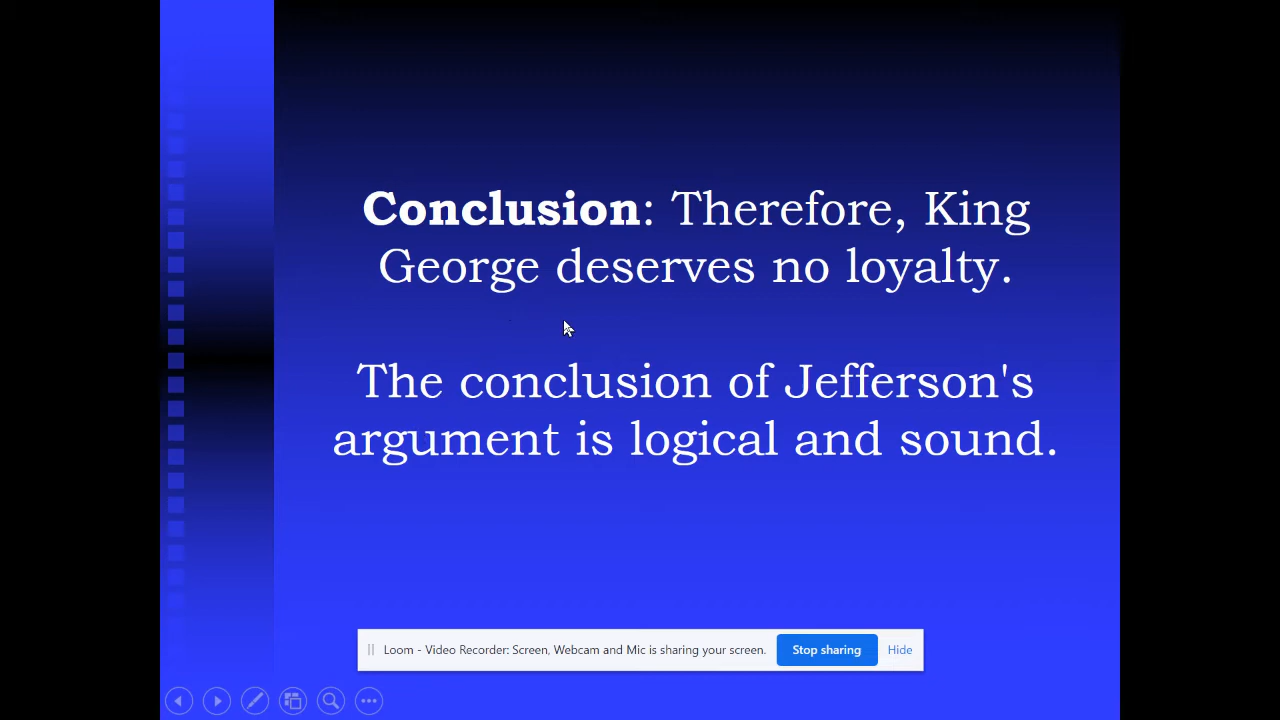 Conclusion: Therefore, King
George deserves no loyalty.
The conclusion of Jefferson's
argument is logical and sound.
Loom - Video Recorder: Screen, Webcam and Mic is sharing your screen. Stop sharing Hide